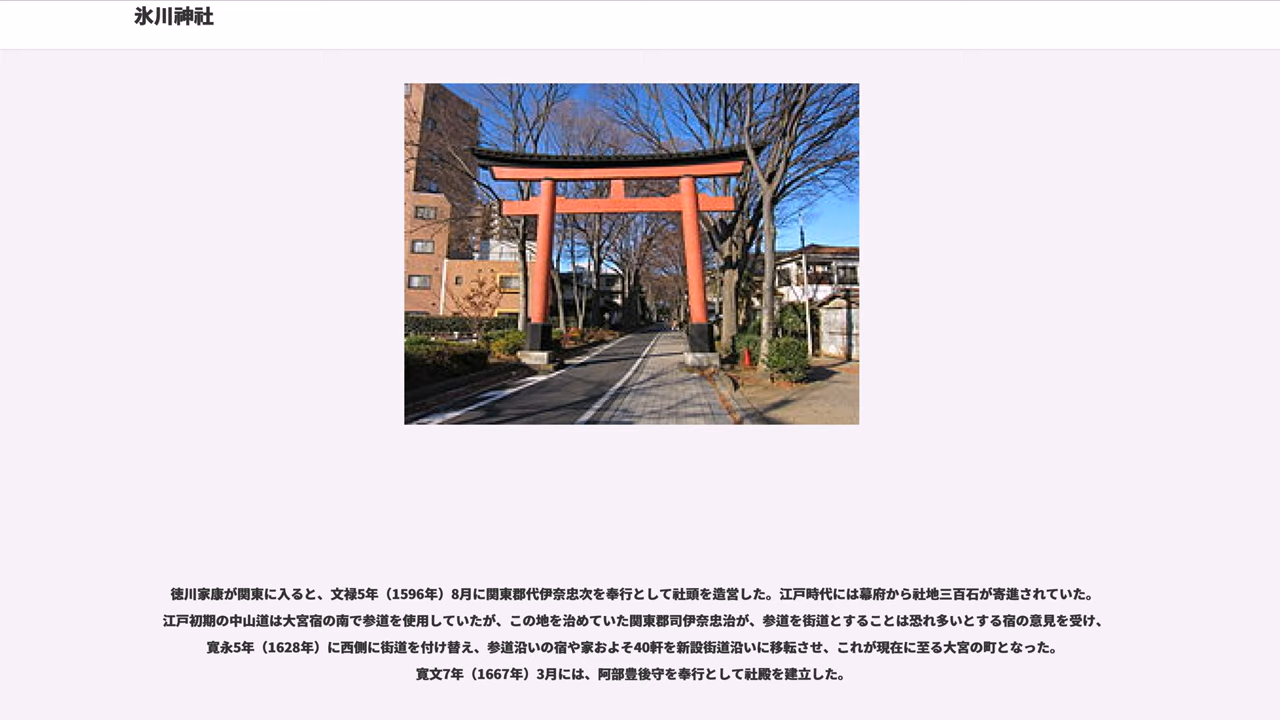 氷川神社
徳川家康が関東に入ると、文禄5年（1596年）8月に関東郡代伊奈忠次を奉行として社頭を造営した。江戸時代には幕府から社地三百石が寄進されていた。
江戸初期の中山道は大宮宿の南で参道を使用していたが、この地を治めていた関東郡司伊奈忠治が、参道を街道とすることは恐れ多いとする宿の意見を受け、
寛永5年（1628年）に西側に街道を付け替え、参道沿いの宿や家およそ40軒を新設街道沿いに移転させ、これが現在に至る大宮の町となった。
寛文7年（1667年）3月には、阿部豊後守を奉行として社殿を建立した。